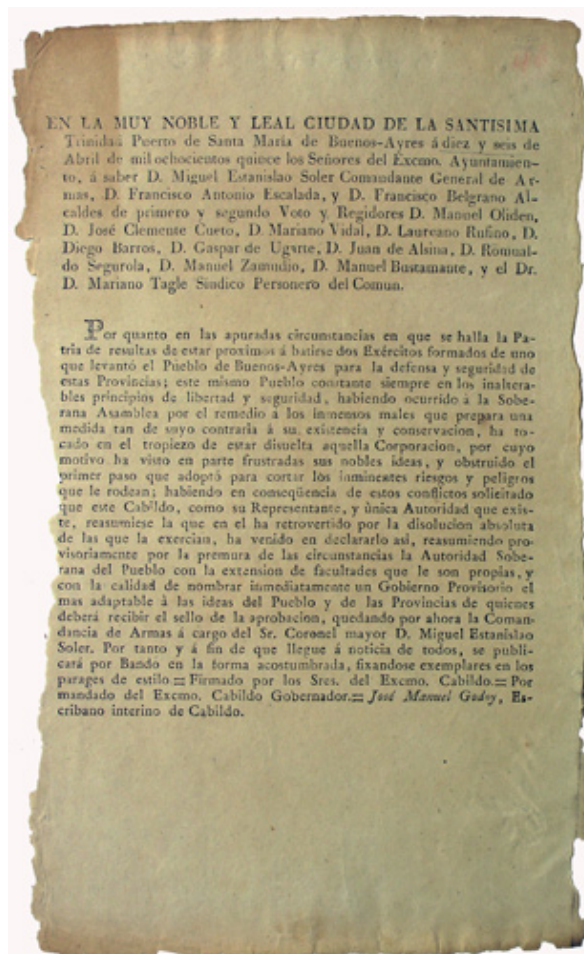 EN LA MUY NOBLE Y LEAL CIUDAD DE LA SANTISIMA
Trinidad Puerto de Santa María de Buenos-Ayres á diez y seis de
Abril de mil ochocientos quince los Señores del Éxcmo. Ayuntamien-
to, á saber D. Miguel Estanislao Soler Comandante General de Ar-
mas, D. Francisco Antonio Escalada, y D. Francisco Belgrano Al-
caldes de primero y segundo Voto y Regidores D. Manuel Oliden,
D. José Clemente Cueto, D. Mariano Vidal, D. Laureano Rufino, D.
Diego Barros, D. Gaspar de Ugarte, D. Juan de Alsina, D. Romual-
do Segurola, D. Manuel Zamudio, D. Manuel Bustamante, y el Dr.
D. Mariano Tagle Sindico Personero del Comun.
Por quanto en las apuradas circumstancias en que se halla la Pa-
tria de resultas de estar proximos á batirse dos Exércitos formados de uno
que levantó el Pueblo de Buenos-Ayres para la defensa y seguridad de
estas Provincias; este mismo Pueblo constante siempre en los inaltera-
bles principios de libertad y seguridad, habiendo ocurrido á la Sobe-
rana Asamblea por el remedio á los inmensos males que prepara una
medida tan de suyo contraria á su existencia y conservacion, ha to-
cado en el tropiezo de estar disuelta aquella Corporacion, por cuyo
motivo ha visto en parte frustradas sus nobles ideas, y obstruido el
primer paso que adoptó para cortar los inminentes riesgos y peligros
que le rodean; habiendo en conseqüencia de estos conflictos solicitado
que este Cabildo, como su Representante, y única Autoridad que exis-
te, reasumiese la que en el ha retrovertido por la disolucion absoluta
de las que la exercian, ha venido en declararlo asi, reasumiendo pro-
visoriamente por la premura de las circumstancias la Autoridad Sobe-
rana del Pueblo con la extension de facultades que le son propias, y
con la calidad de nombrar inmediatamente un Gobierno Provisorio el
mas adaptable à las ideas del Pueblo y de las Provincias de quienes
deberá recibir el sello de la aprobacion, quedando por ahora la Coman-
dancia de Armas á cargo del Sr. Coronel mayor D. Miguel Estanislao
Soler. Por tanto y á fin de que llegue á noticia de todos, se publi-
cará por Bando en la forma acostumbrada, fixandose exemplares en los
parages de estilo = Firmado por los Sres. del Excmo. Cabildo.= Por
mandado del Excmo. Cabildo Gobernador.= José Manuel Godoy, Es-
cribano interino de Cabildo.